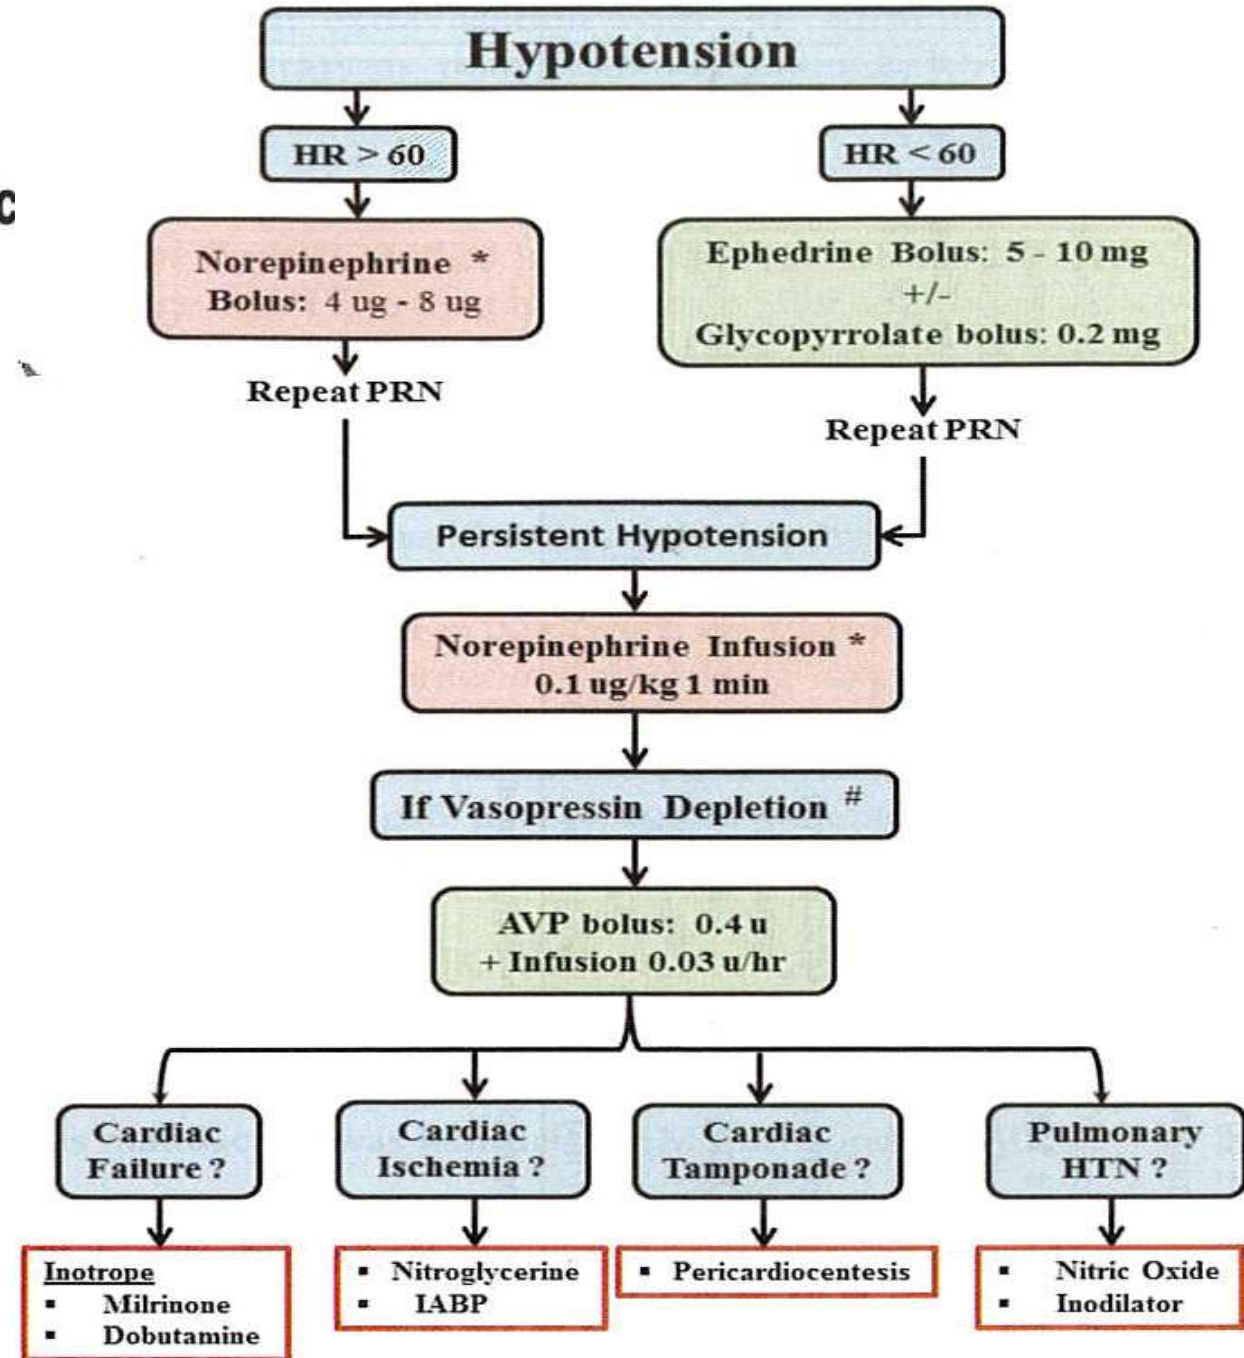 Hypotension
HR > 60
HR < 60
c
Norepinephrine *
Bolus: 4 ug - 8 ug
Ephedrine Bolus: 5 - 10 mg
+/-
Glycopyrrolate bolus: 0.2 mg
Repeat PRN
Repeat PRN
Persistent Hypotension
Norepinephrine Infusion *
0.1 ug/kg 1 min
If Vasopressin Depletion #
AVP bolus: 0.4 u
+ Infusion 0.03 u/hr
Cardiac
Failure ?
Cardiac
Ischemia ?
Cardiac
Tamponade ?
Pulmonary
HTN ?
Inotrope
▪ Milrinone
▪ Dobutamine
▪ Nitroglycerine
▪ IABP
▪ Pericardiocentesis
▪ Nitric Oxide
▪ Inodilator